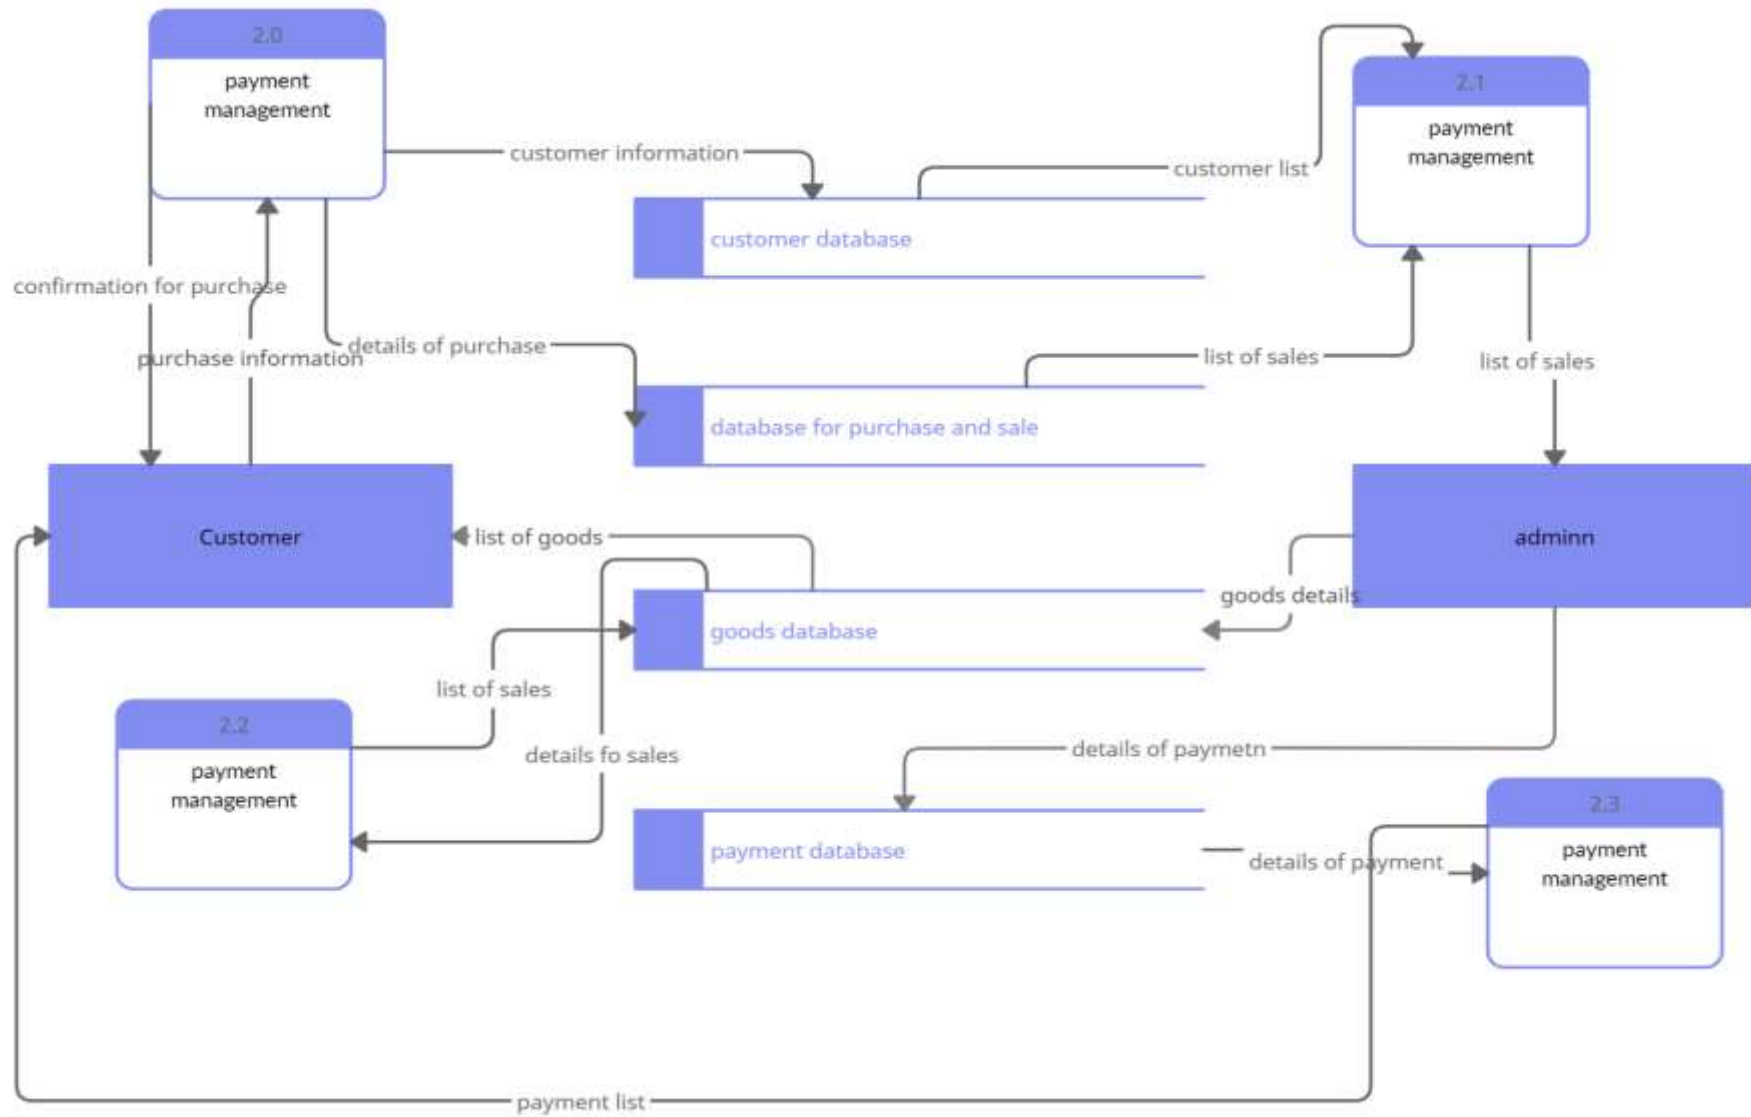 2.0
payment
management
2.1
payment
management
customer information
customer list
customer database
confirmation for purchase
purchase information
details of purchase
list of sales
list of sales
database for purchase and sale
Customer
list of goods
adminn
goods details
goods database
list of sales
2.2
payment
management
details fo sales
details of paymetn
2.3
payment
management
payment database
details of payment
payment list